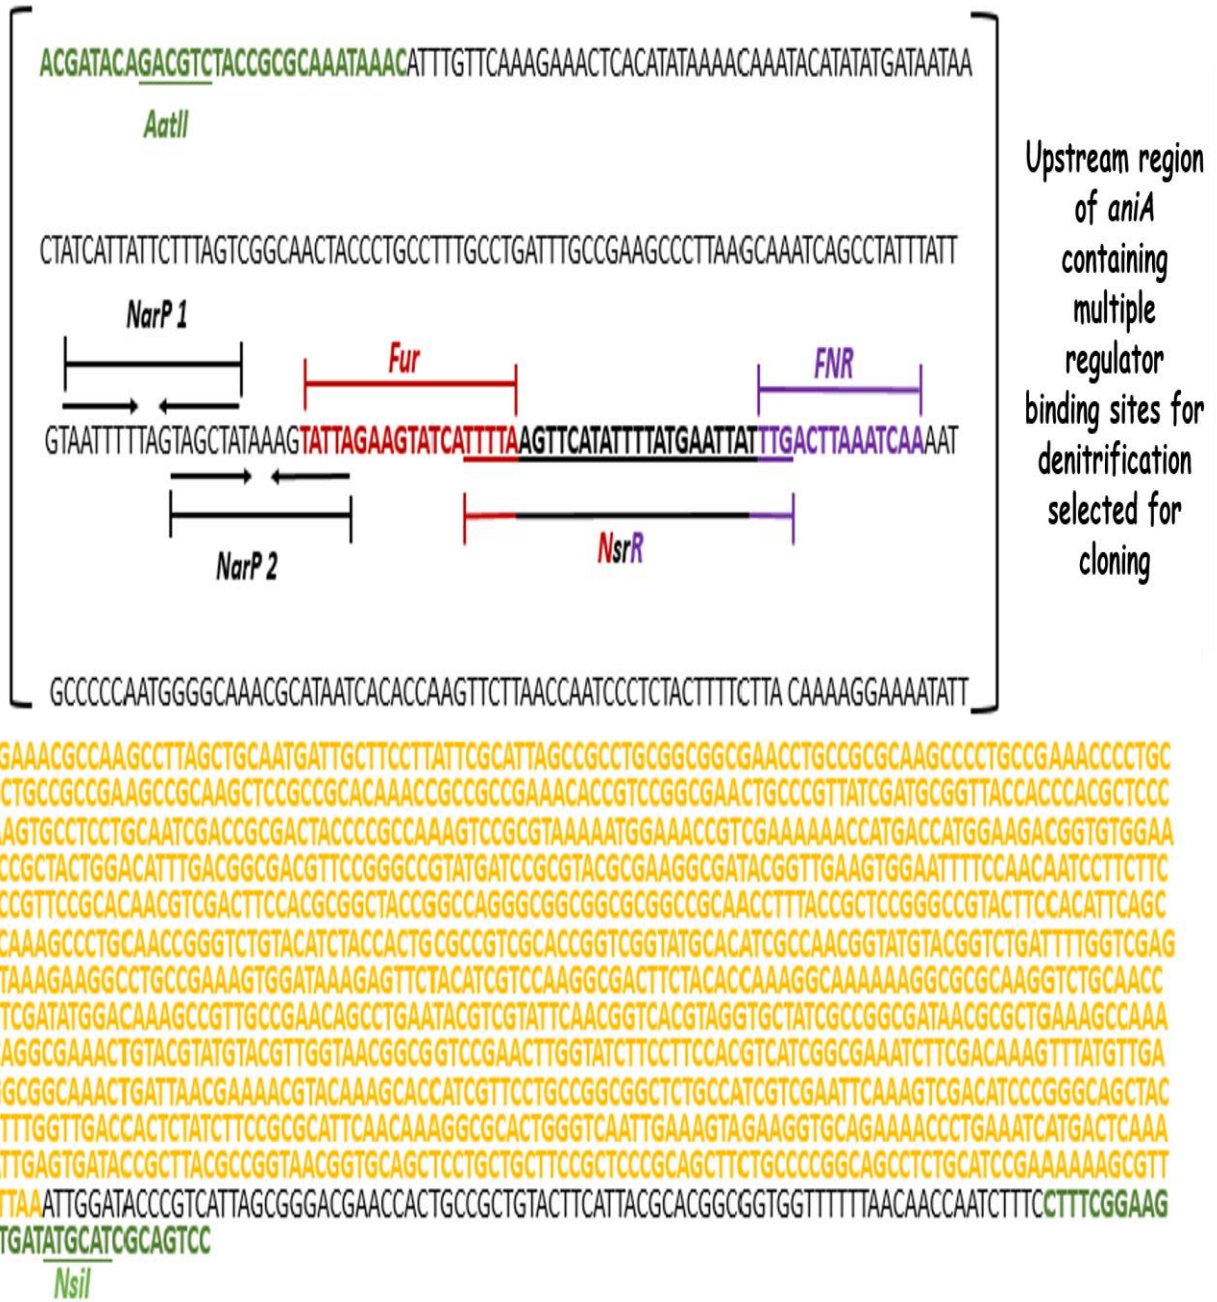 ACGATACAGACGTCTACCGCGCAAATAAACATTTGTTCAAAGAAACTCACATATAAAACAAATACATATATGATAATAA
AatII
CTATCATTATTCTTTAGTCGGCAACTACCCTGCCTTTGCCTGATTTGCCGAAGCCCTTAAGCAAATCAGCCTATTTATT
NarP 1
Fur
FNR
GTAATTTTTAGTAGCTATAAAGTATTAGAAGTATCATTTTAAGTTCATATTTTATGAATTATTTGACTTAAATCAAAAT
NarP 2
NsrR
GCCCCCAATGGGGCAAACGCATAATCACACCAAGTTCTTAACCAATCCCTCTACTTTTCTTA CAAAAGGAAAATATT
Upstream region
of aniA
containing
multiple
regulator
binding sites for
denitrification
selected for
cloning
GAAACGCCAAGCCTTAGCTGCAATGATTGCTTCCTTATTCGCATTAGCCGCCTGCGGCGGCGAACCTGCCGCGCAAGCCCCTGCCGAAACCCCTGC
CTGCCGCCGAAGCCGCAAGCTCCGCCGCACAAACCGCCGCCGAAACACCGTCCGGCGAACTGCCCGTTATCGATGCGGTTACCACCCACGCTCCC
AAGTGCCTCCTGCAATCGACCGCGACTACCCCGCCAAAGTCCGCGTAAAAATGGAAACCGTCGAAAAAACCATGACCATGGAAGACGGTGTGGAA
CCGCTACTGGACATTTGACGGCGACGTTCCGGGCCGTATGATCCGCGTACGCGAAGGCGATACGGTTGAAGTGGAATTTTCCAACAATCCTTCTTC
CCGTTCCGCACAACGTCGACTTCCACGCGGCTACCGGCCAGGGCGGCGGCGCGGCCGCAACCTTTACCGCTCCGGGCCGTACTTCCACATTCAGC
CAAAGCCCTGCAACCGGGTCTGTACATCTACCACTGCGCCGTCGCACCGGTCGGTATGCACATCGCCAACGGTATGTACGGTCTGATTTTGGTCGAG
TAAAGAAGGCCTGCCGAAAGTGGATAAAGAGTTCTACATCGTCCAAGGCGACTTCTACACCAAAGGCAAAAAAGGCGCGCAAGGTCTGCAACC
TCGATATGGACAAAGCCGTTGCCGAACAGCCTGAATACGTCGTATTCAACGGTCACGTAGGTGCTATCGCCGGCGATAACGCGCTGAAAGCCAAA
AGGCGAAACTGTACGTATGTACGTTGGTAACGGCGGTCCGAACTTGGTATCTTCCTTCCACGTCATCGGCGAAATCTTCGACAAAGTTTATGTTGA
GCGGCAAACTGATTAACGAAAACGTACAAAGCACCATCGTTCCTGCCGGCGGCTCTGCCATCGTCGAATTCAAAGTCGACATCCCGGGCAGCTAC
TTTGGTTGACCACTCTATCTTCCGCGCATTCAACAAAGGCGCACTGGGTCAATTGAAAGTAGAAGGTGCAGAAAACCCTGAAATCATGACTCAAA
TTGAGTGATACCGCTTACGCCGGTAACGGTGCAGCTCCTGCTGCTTCCGCTCCCGCAGCTTCTGCCCCGGCAGCCTCTGCATCCGAAAAAAGCGTT
TTAAATTGGATACCCGTCATTAGCGGGACGAACCACTGCCGCTGTACTTCATTACGCACGGCGGTGGTTTTTTAACAACCAATCTTTCCTTTCGGAAG
TGATATGCATCGCAGTCC
NsiI